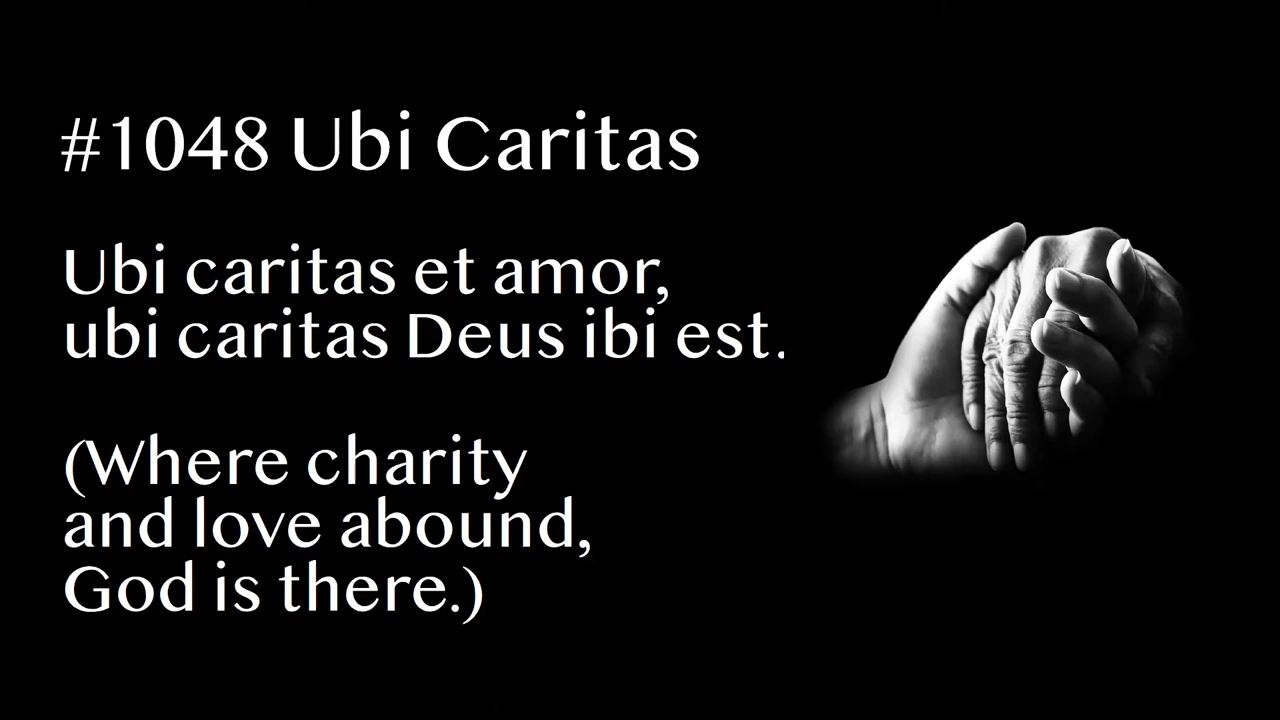 #1048 Ubi Caritas
Ubi caritas et amor,
ubi caritas Deus ibi est.
(Where charity
and love abound,
God is there.)